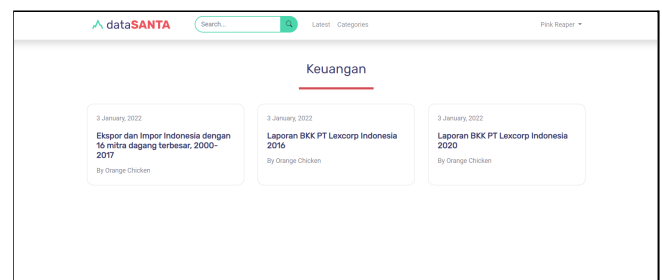 dataSANTA Search... Latest Categories Pink Reaper
Keuangan
3 January, 2022
Ekspor dan Impor Indonesia dengan
16 mitra dagang terbesar, 2000-
2017
By Orange Chicken
3 January, 2022
Laporan BKK PT Lexcorp Indonesia
2016
By Orange Chicken
3 January, 2022
Laporan BKK PT Lexcorp Indonesia
2020
By Orange Chicken